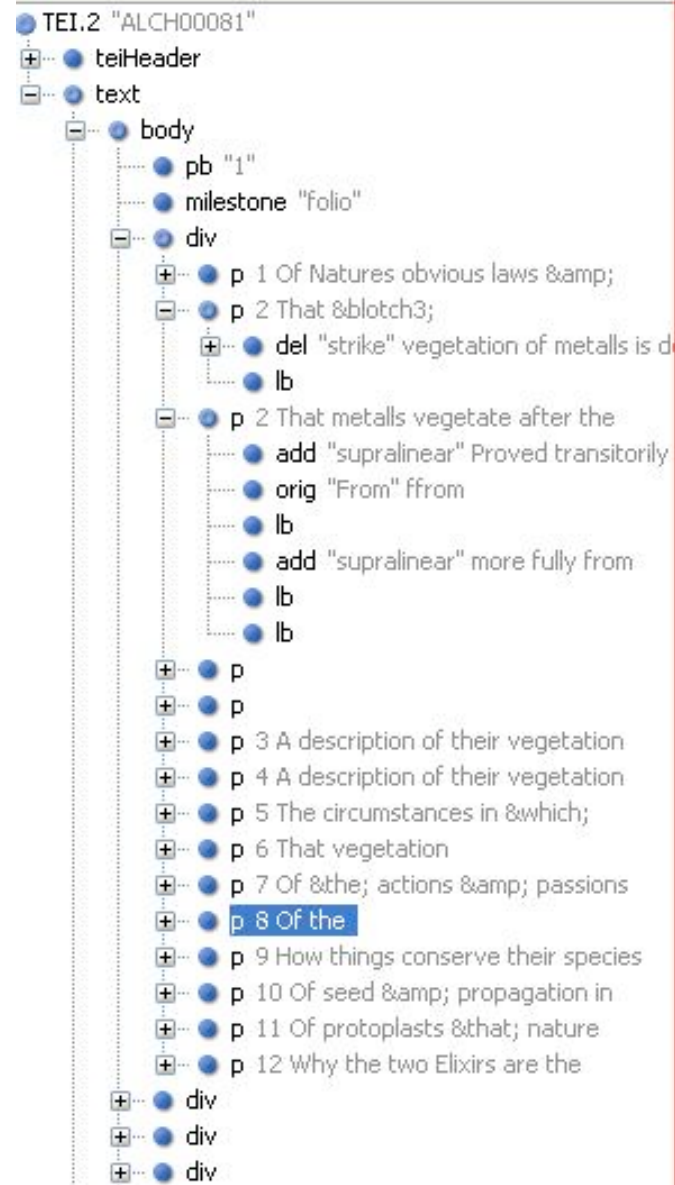 TEI.2 "ALCH00081"
teiHeader
text
body
pb "1"
milestone "folio"
div
p 1 Of Natures obvious laws &amp;
p 2 That &blotch3;
del "strike" vegetation of metalls is
lb
p 2 That metalls vegetate after the
add "supralinear" Proved transitorily
orig "From" ffrom
lb
add "supralinear" more fully from
lb
lb
p
p
p 3 A description of their vegetation
p 4 A description of their vegetation
p 5 The circumstances in &which;
p 6 That vegetation
p 7 Of &the; actions &amp; passions
p 8 Of the
p 9 How things conserve their species
p 10 Of seed &amp; propagation in
p 11 Of protoplasts &that; nature
p 12 Why the two Elixirs are the
div
div
div